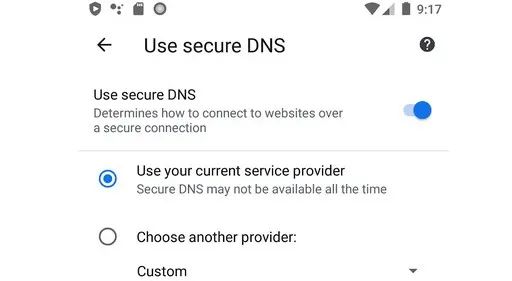 9:17
Use secure DNS
Use secure DNS
Determines how to connect to websites over
a secure connection
Use your current service provider
Secure DNS may not be available all the time
Choose another provider:
Custom